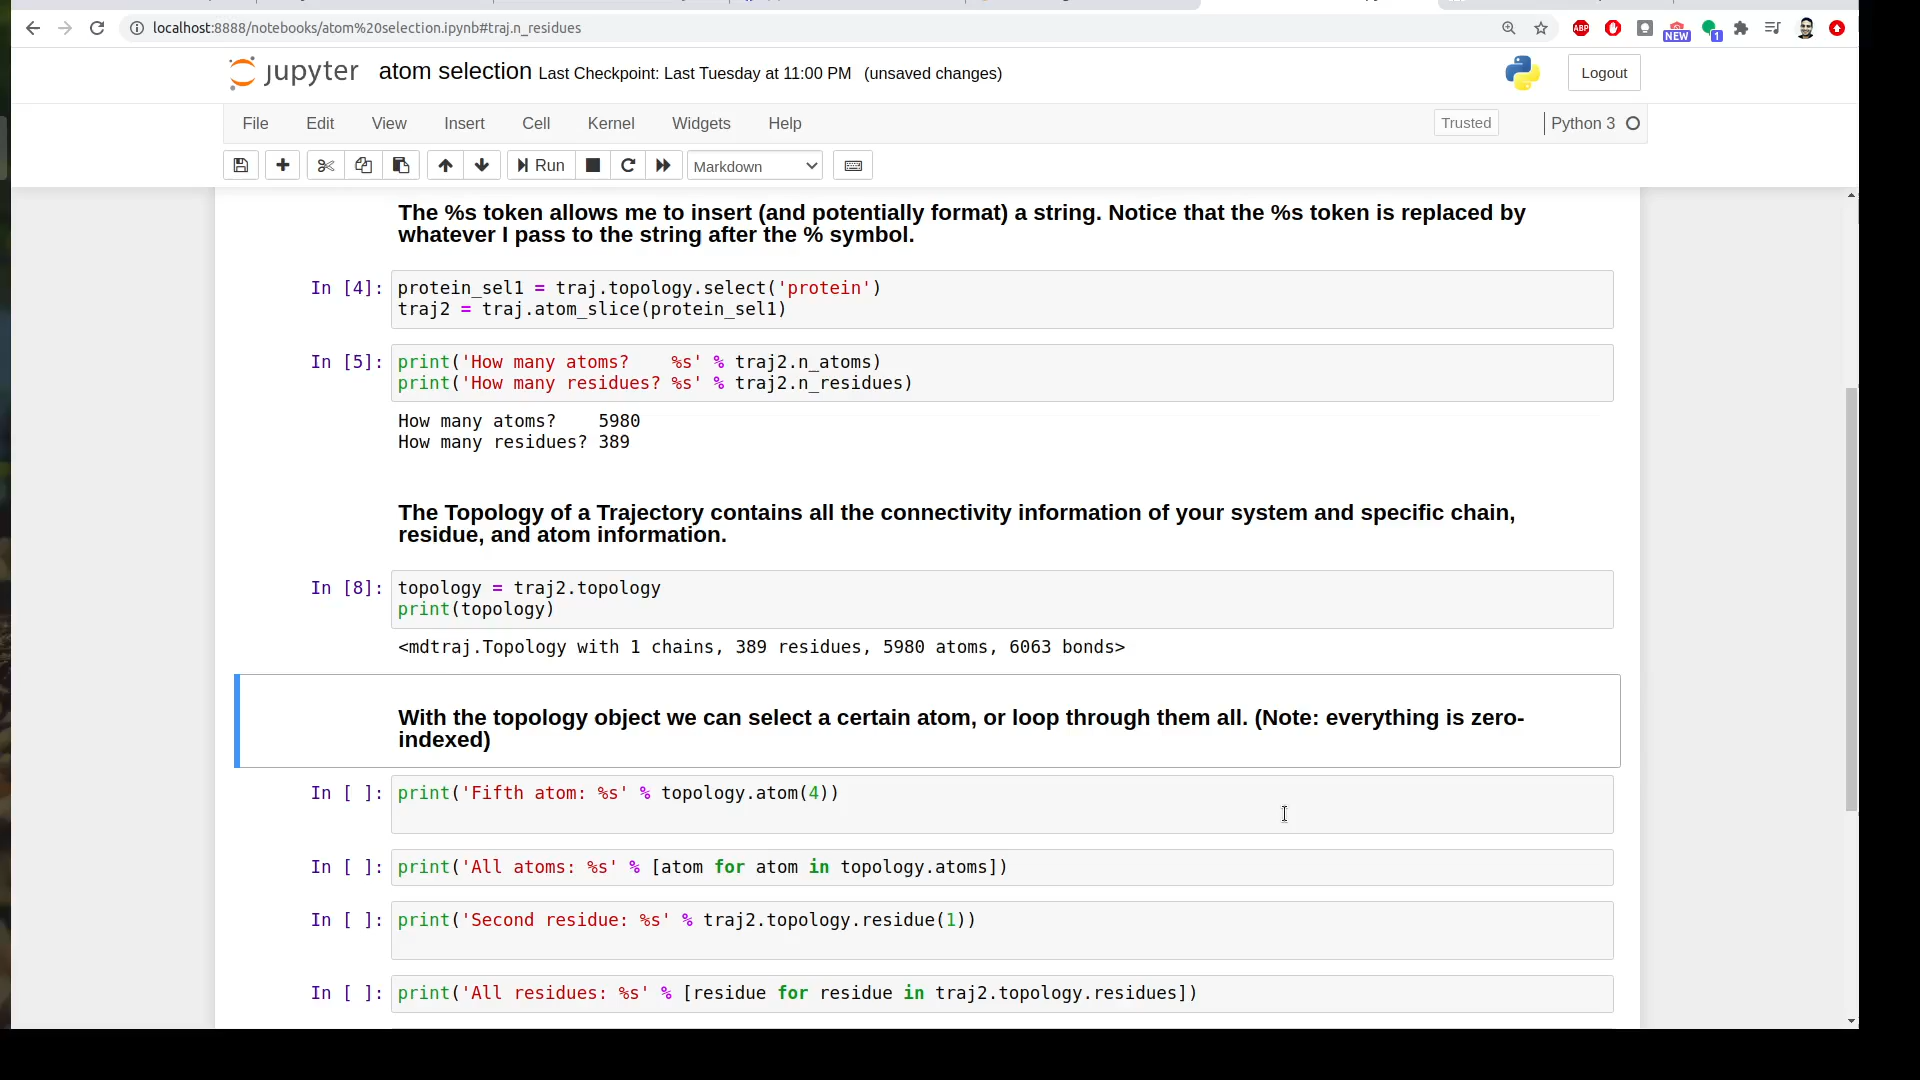 localhost:8888/notebooks/atom%20selection.ipynb#traj.n_residues
ABP
NEW
1
jupyter atom selection Last Checkpoint: Last Tuesday at 11:00 PM (unsaved changes)
Logout
File Edit View Insert Cell Kernel Widgets Help
Trusted
Python 3
Run
Markdown
The %s token allows me to insert (and potentially format) a string. Notice that the %s token is replaced by
whatever I pass to the string after the % symbol.
In [4]: protein_sel1 = traj.topology.select('protein')
traj2 = traj.atom_slice(protein_sel1)
In [5]: print('How many atoms?    %s' % traj2.n_atoms)
print('How many residues? %s' % traj2.n_residues)
How many atoms?    5980
How many residues? 389
The Topology of a Trajectory contains all the connectivity information of your system and specific chain,
residue, and atom information.
In [8]: topology = traj2.topology
print(topology)
<mdtraj.Topology with 1 chains, 389 residues, 5980 atoms, 6063 bonds>
With the topology object we can select a certain atom, or loop through them all. (Note: everything is zero-
indexed)
In [ ]: print('Fifth atom: %s' % topology.atom(4))
In [ ]: print('All atoms: %s' % [atom for atom in topology.atoms])
In [ ]: print('Second residue: %s' % traj2.topology.residue(1))
In [ ]: print('All residues: %s' % [residue for residue in traj2.topology.residues])